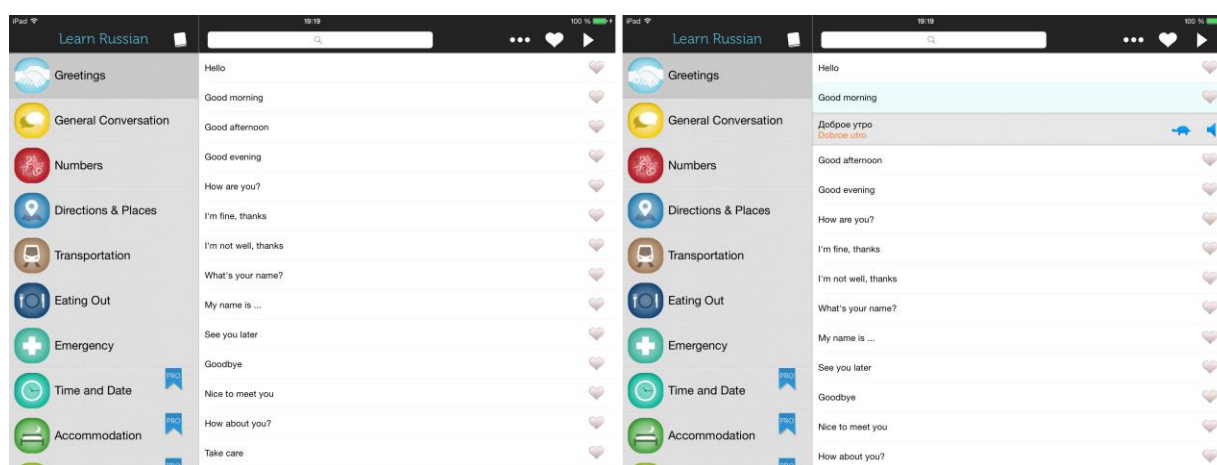 iPad 19:19 100 %
Learn Russian
Greetings
General Conversation
Numbers
Directions & Places
Transportation
Eating Out
Emergency
Time and Date
PRO
Accommodation
PRO
Hello
Good morning
Good afternoon
Good evening
How are you?
I'm fine, thanks
I'm not well, thanks
What's your name?
My name is ...
See you later
Goodbye
Nice to meet you
How about you?
Take care
iPad 19:19 100 %
Learn Russian
Greetings
General Conversation
Numbers
Directions & Places
Transportation
Eating Out
Emergency
Time and Date
PRO
Accommodation
PRO
Hello
Good morning
Доброе утро
Dobroe utro
Good afternoon
Good evening
How are you?
I'm fine, thanks
I'm not well, thanks
What's your name?
My name is ...
See you later
Goodbye
Nice to meet you
How about you?